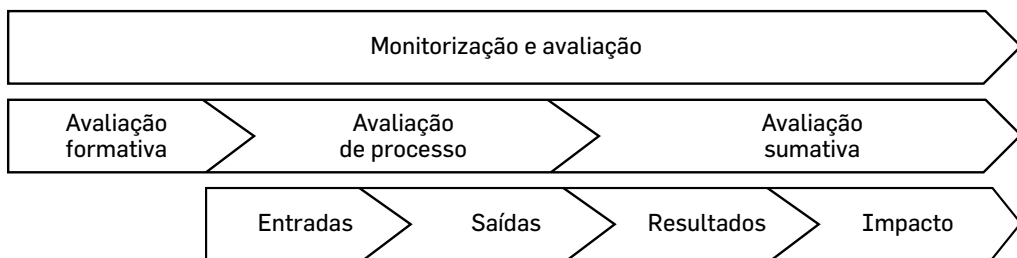 Monitorização e avaliação
Avaliação
formativa
Avaliação
de processo
Avaliação
sumativa
Entradas
Saídas
Resultados
Impacto